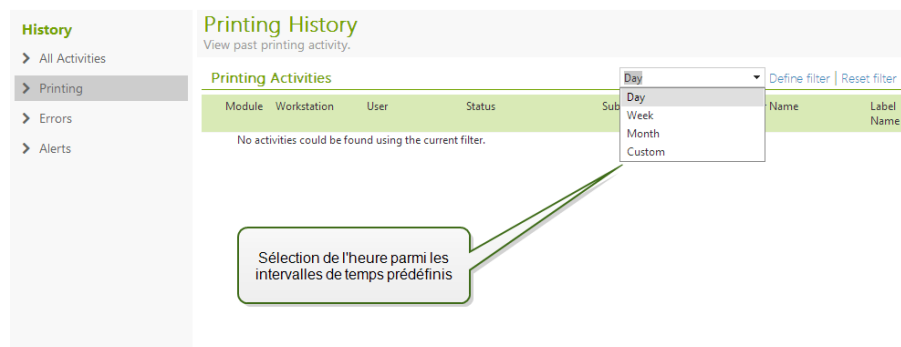 History
All Activities
Printing
Errors
Alerts
Printing History
View past printing activity.
Printing Activities
Day
Define filter | Reset filter
Day
Week
Month
Custom
Module Workstation User Status Sub Name Label
Name
No activities could be found using the current filter.
Sélection de l'heure parmi les
intervalles de temps prédéfinis